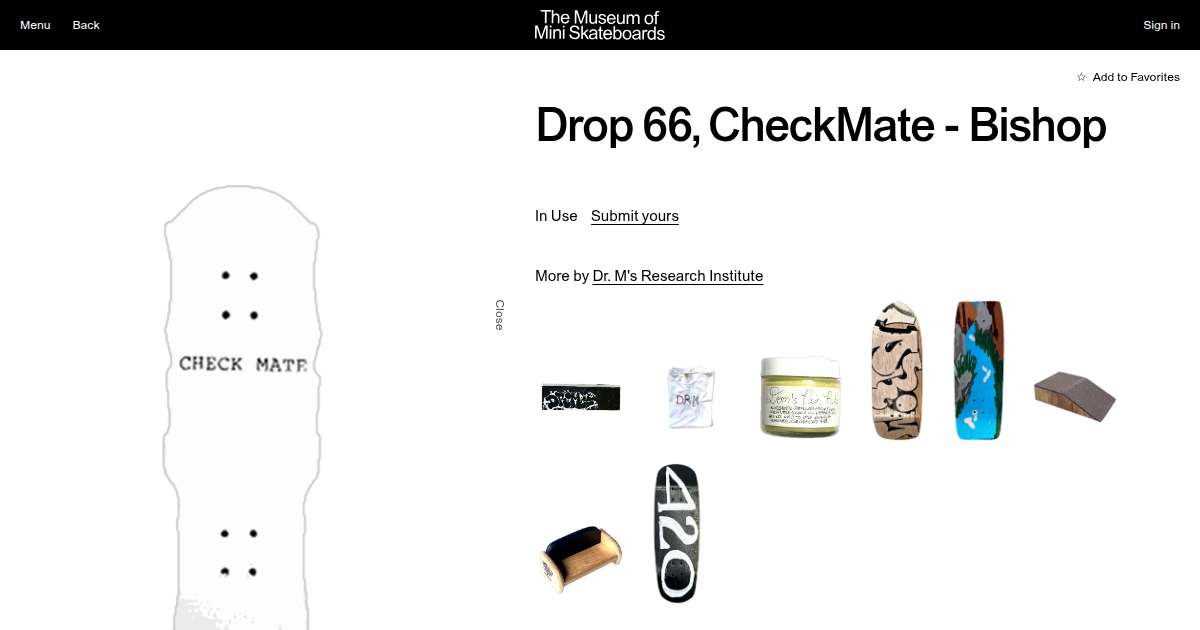 Menu
Back
The Museum of
Mini Skateboards
Sign in
☆ Add to Favorites
Drop 66, CheckMate - Bishop
In Use Submit yours
More by Dr. M's Research Institute
Close
CHECK MATE
DR M
420